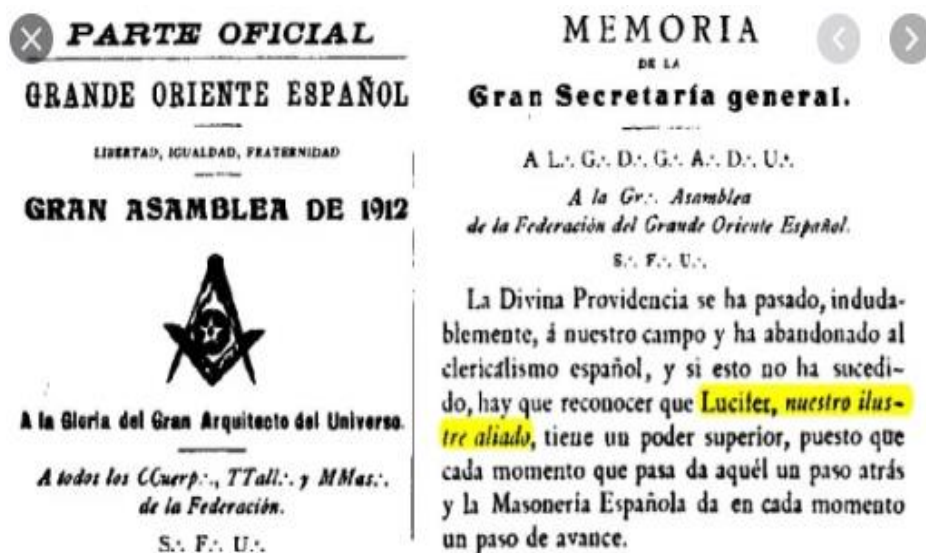 PARTE OFICIAL
GRANDE ORIENTE ESPAÑOL
LIBERTAD, IGUALDAD, FRATERNIDAD
GRAN ASAMBLEA DE 1912
A la Gloria del Gran Arquitecto del Universo.
A todos los CCuerp∴, TTall∴ y MMas∴
de la Federación.
S∴ F∴ U∴
MEMORIA
DE LA
Gran Secretaría general.
A L∴ G∴ D∴ G∴ A∴ D∴ U∴
A la Gr∴ Asamblea
de la Federación del Grande Oriente Español.
S∴ F∴ U∴
La Divina Providencia se ha pasado, induda-
blemente, á nuestro campo y ha abandonado al
clericalismo español, y si esto no ha sucedi-
do, hay que reconocer que Lucifer, nuestro ilus-
tre aliado, tiene un poder superior, puesto que
cada momento que pasa da aquél un paso atrás
y la Masonería Española da en cada momento
un paso de avance.